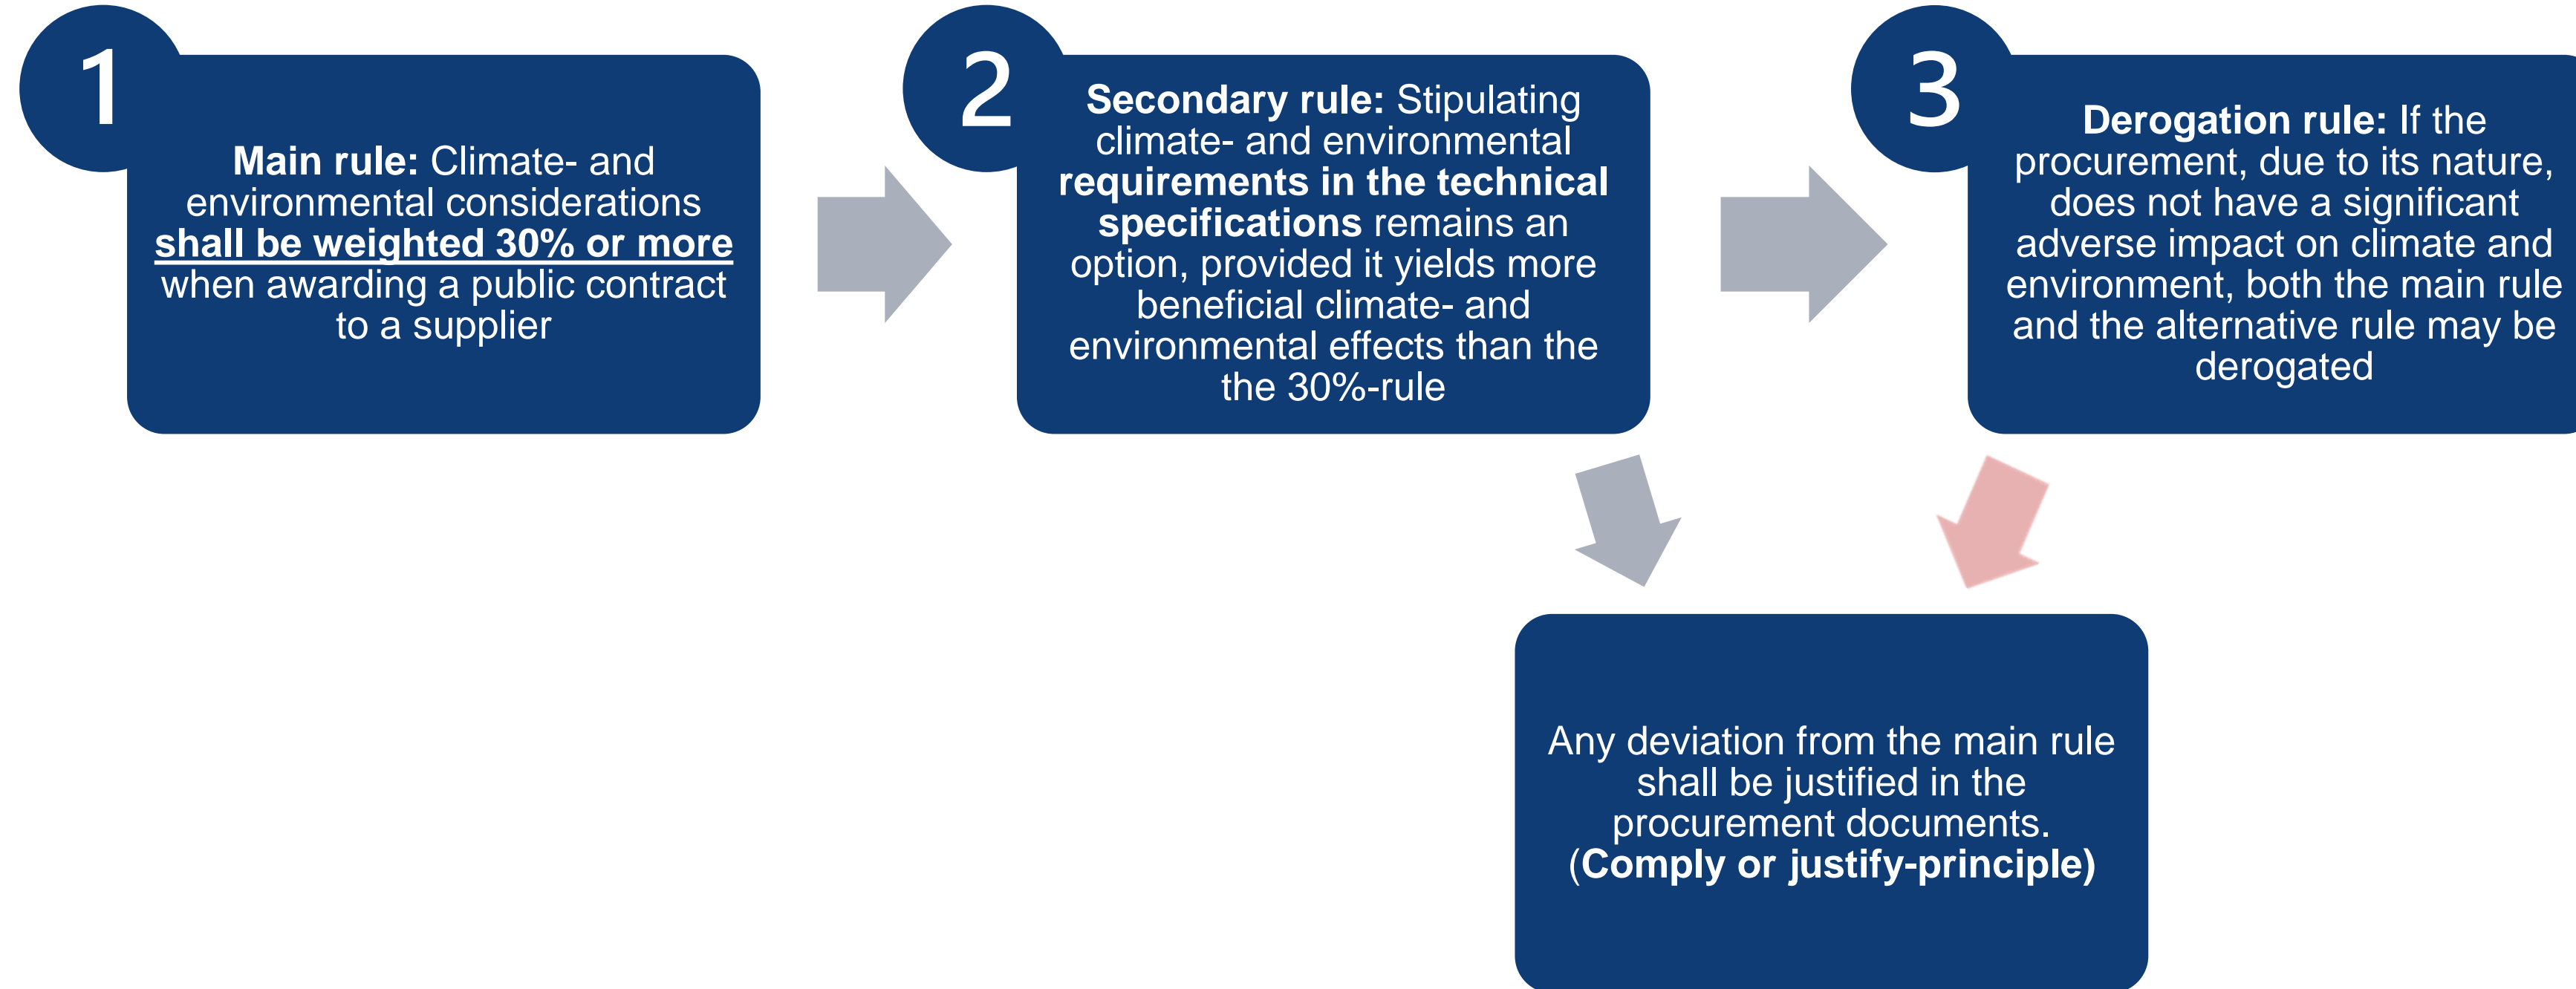 1
Main rule: Climate- and
environmental considerations
shall be weighted 30% or more
when awarding a public contract
to a supplier
2
Secondary rule: Stipulating
climate- and environmental
requirements in the technical
specifications remains an
option, provided it yields more
beneficial climate- and
environmental effects than the
the 30%-rule
3
Derogation rule: If the
procurement, due to its nature,
does not have a significant
adverse impact on climate and
environment, both the main rule
and the alternative rule may be
derogated
Any deviation from the main rule
shall be justified in the
procurement documents.
(Comply or justify-principle)